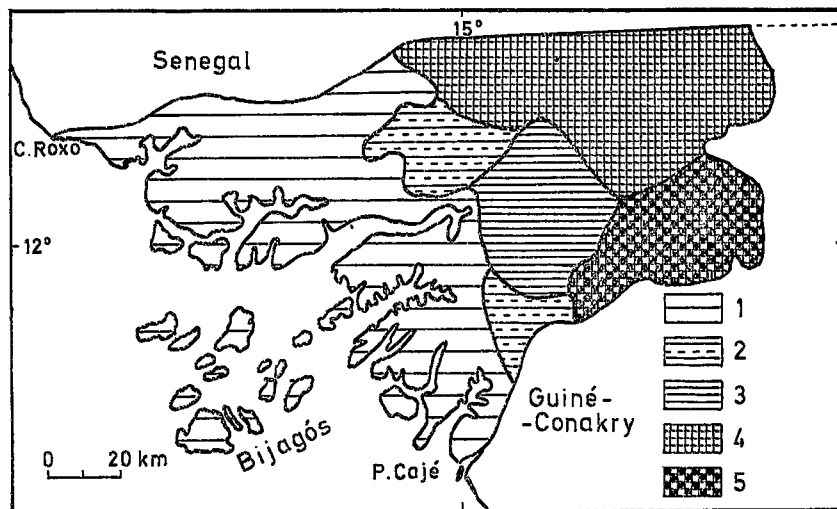 15°
Senegal
C. Roxo
12°
1
2
Guiné-
-Conakry
3
4
0 20 km
Bijagós
P. Cajé
5